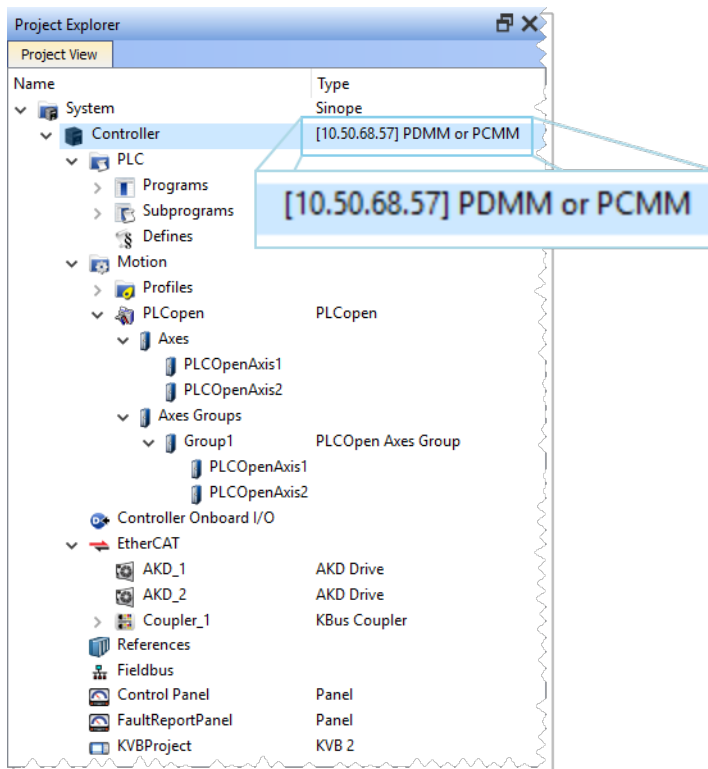 Project Explorer
Project View
Name Type
System Sinope
Controller [10.50.68.57] PDMM or PCMM
PLC
Programs
[10.50.68.57] PDMM or PCMM
Subprograms
Defines
Motion
Profiles
PLCopen PLCopen
Axes
PLCOpenAxis1
PLCOpenAxis2
Axes Groups
Group1 PLCOpen Axes Group
PLCOpenAxis1
PLCOpenAxis2
Controller Onboard I/O
EtherCAT
AKD_1 AKD Drive
AKD_2 AKD Drive
Coupler_1 KBus Coupler
References
Fieldbus
Control Panel Panel
FaultReportPanel Panel
KVBProject KVB 2